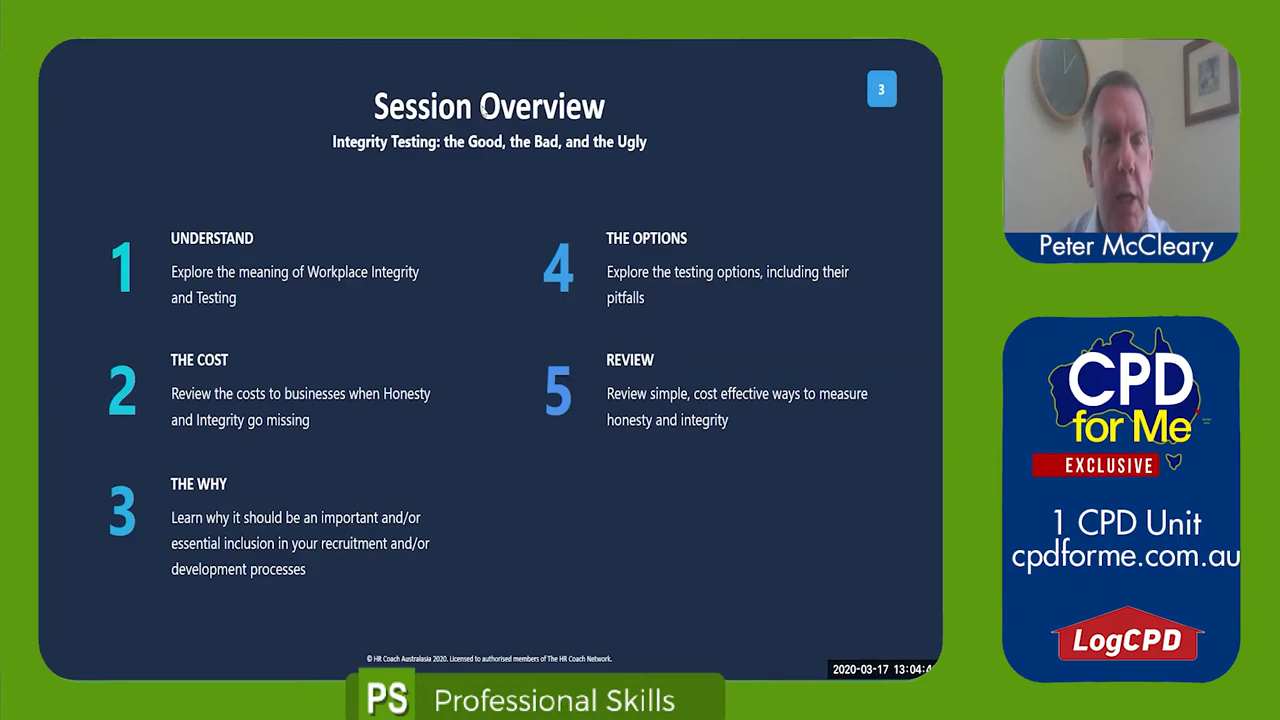 Session Overview
3
Integrity Testing: the Good, the Bad, and the Ugly
1
UNDERSTAND
Explore the meaning of Workplace Integrity
and Testing
2
THE COST
Review the costs to businesses when Honesty
and Integrity go missing
3
THE WHY
Learn why it should be an important and/or
essential inclusion in your recruitment and/or
development processes
4
THE OPTIONS
Explore the testing options, including their
pitfalls
5
REVIEW
Review simple, cost effective ways to measure
honesty and integrity
© HR Coach Australasia 2020. Licensed to authorised members of The HR Coach Network.
2020-03-17 13:04:4
PS Professional Skills
Peter McCleary
CPD
for Me
EXCLUSIVE
1 CPD Unit
cpdforme.com.au
LogCPD